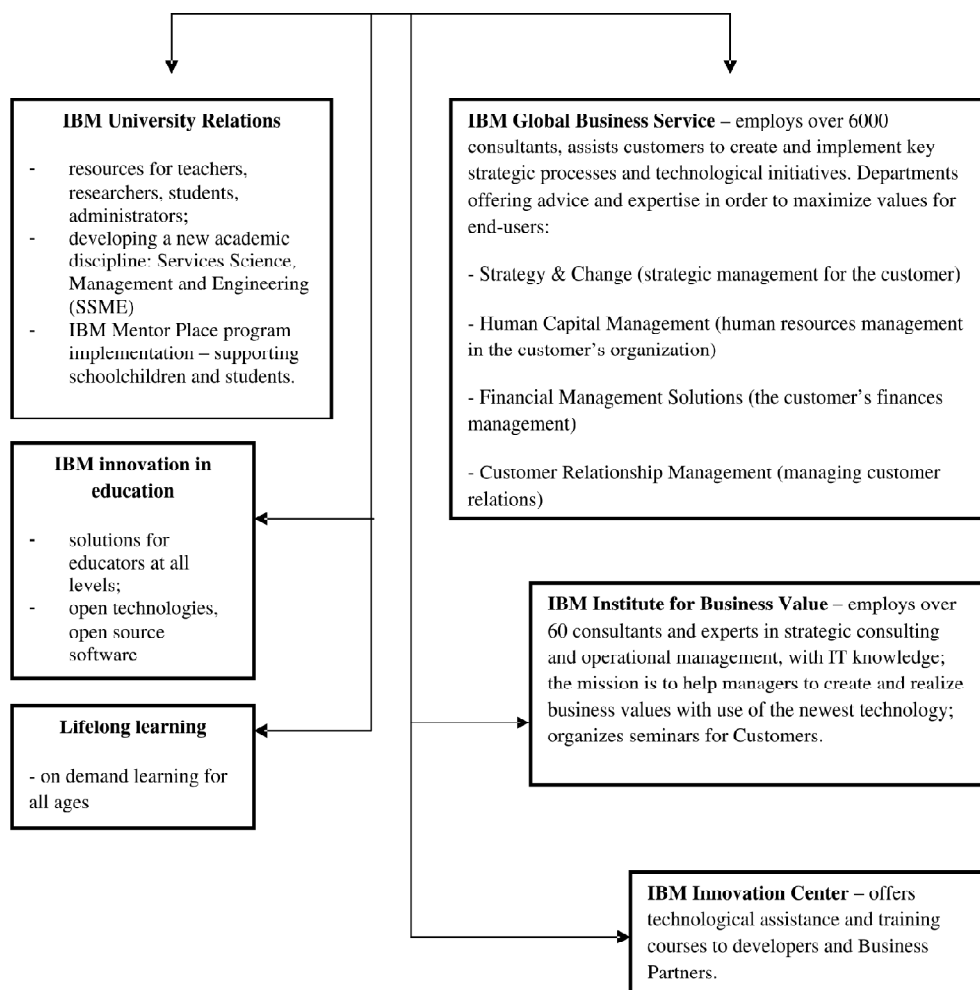 IBM University Relations
- resources for teachers,
researchers, students,
administrators;
- developing a new academic
discipline: Services Science,
Management and Engineering
(SSME)
- IBM Mentor Place program
implementation – supporting
schoolchildren and students.
IBM innovation in
education
- solutions for
educators at all
levels;
- open technologies,
open source
software
Lifelong learning
- on demand learning for
all ages
IBM Global Business Service – employs over 6000
consultants, assists customers to create and implement key
strategic processes and technological initiatives. Departments
offering advice and expertise in order to maximize values for
end-users:
- Strategy & Change (strategic management for the customer)
- Human Capital Management (human resources management
in the customer's organization)
- Financial Management Solutions (the customer's finances
management)
- Customer Relationship Management (managing customer
relations)
IBM Institute for Business Value – employs over
60 consultants and experts in strategic consulting
and operational management, with IT knowledge;
the mission is to help managers to create and realize
business values with use of the newest technology;
organizes seminars for Customers.
IBM Innovation Center – offers
technological assistance and training
courses to developers and Business
Partners.